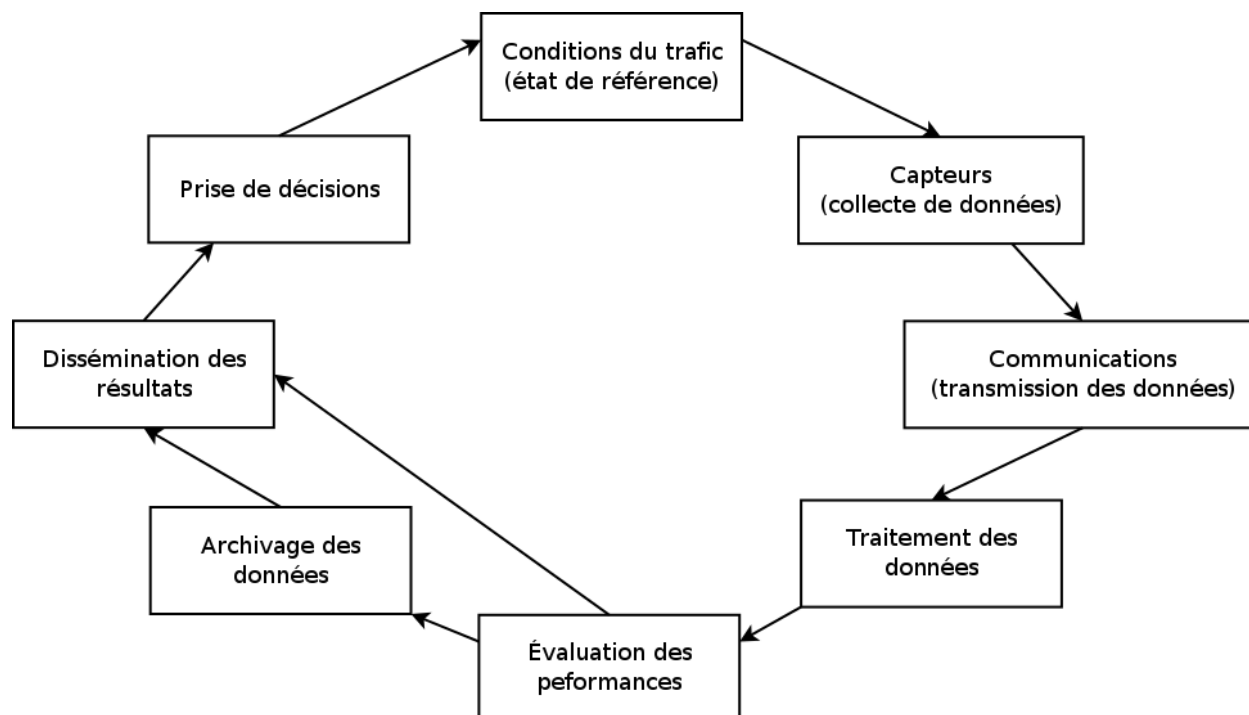 Conditions du trafic
(état de référence)
Prise de décisions
Capteurs
(collecte de données)
Dissémination des
résultats
Communications
(transmission des données)
Archivage des
données
Traitement des
données
Évaluation des
peformances